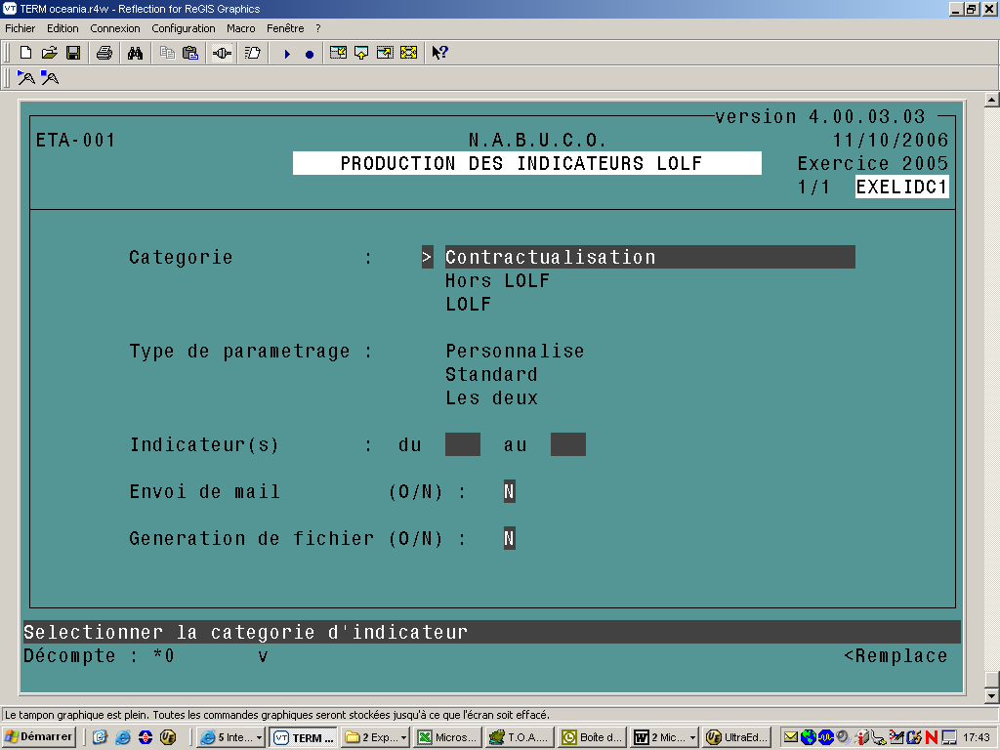 TERM oceania.r4w - Reflection for ReGIS Graphics
Fichier Edition Connexion Configuration Macro Fenêtre ?
version 4.00.03.03
ETA-001 N.A.B.U.C.O. 11/10/2006
PRODUCTION DES INDICATEURS LOLF Exercice 2005
1/1 EXELIDC1
Categorie : > Contractualisation
Hors LOLF
LOLF
Type de parametrage : Personnalise
Standard
Les deux
Indicateur(s) : du au
Envoi de mail (O/N) : N
Generation de fichier (O/N) : N
Selectionner la categorie d'indicateur
Décompte : *0 v <Remplace
Le tampon graphique est plein. Toutes les commandes graphiques seront stockées jusqu'à ce que l'écran soit effacé.
Démarrer 5 Inte... TERM ... 2 Exp... Micros... T.O.A.... Boîte d... 2 Mic... UltraEd... 17:43